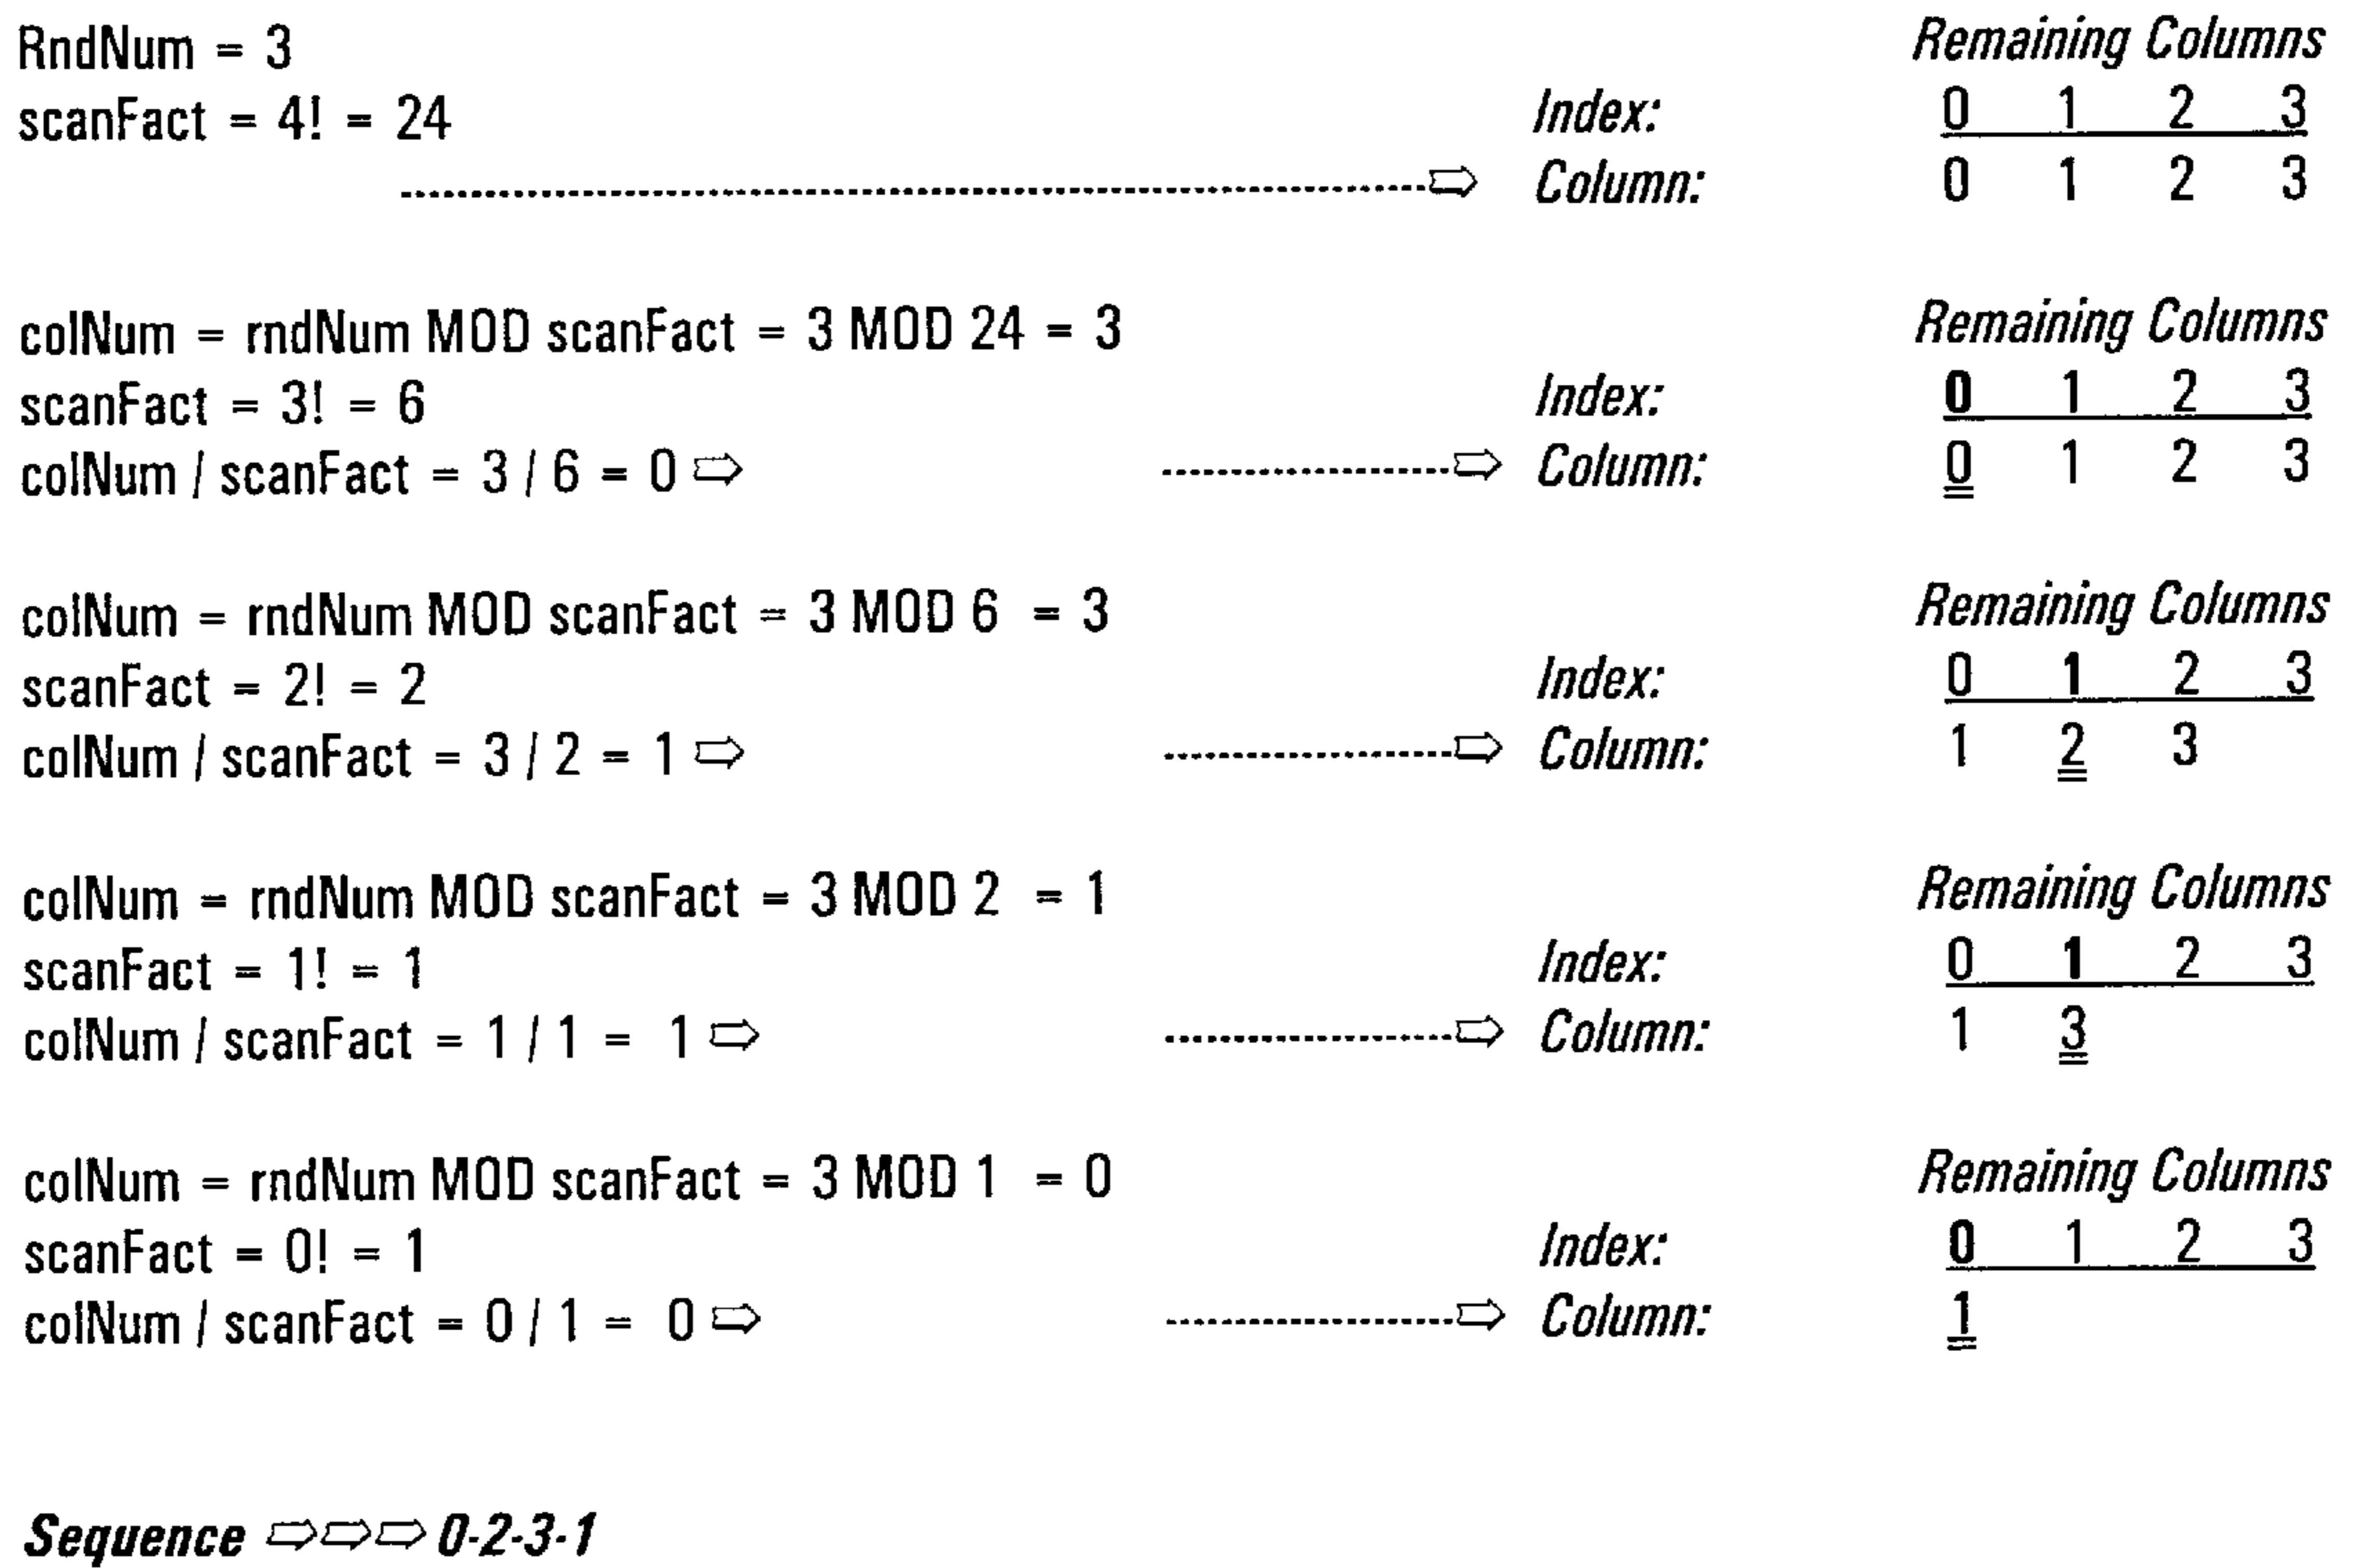 RndNum = 3
Remaining Columns
scanFact = 4! = 24
Index: 0 1 2 3
Column: 0 1 2 3
colNum = rndNum MOD scanFact = 3 MOD 24 = 3
Remaining Columns
scanFact = 3! = 6
Index: 0 1 2 3
colNum / scanFact = 3 / 6 = 0 ⇨
Column: 0 1 2 3
colNum = rndNum MOD scanFact = 3 MOD 6 = 3
Remaining Columns
scanFact = 2! = 2
Index: 0 1 2 3
colNum / scanFact = 3 / 2 = 1 ⇨
Column: 1 2 3
colNum = rndNum MOD scanFact = 3 MOD 2 = 1
Remaining Columns
scanFact = 1! = 1
Index: 0 1 2 3
colNum / scanFact = 1 / 1 = 1 ⇨
Column: 1 3
colNum = rndNum MOD scanFact = 3 MOD 1 = 0
Remaining Columns
scanFact = 0! = 1
Index: 0 1 2 3
colNum / scanFact = 0 / 1 = 0 ⇨
Column: 1
Sequence ⇨⇨⇨ 0-2-3-1